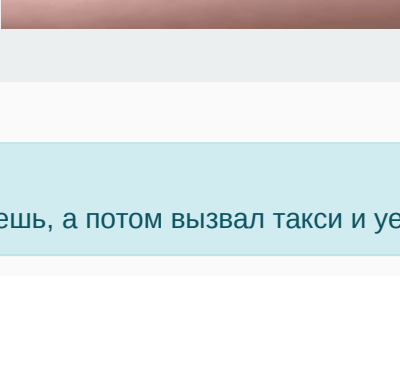 ешь, а потом вызвал такси и уе